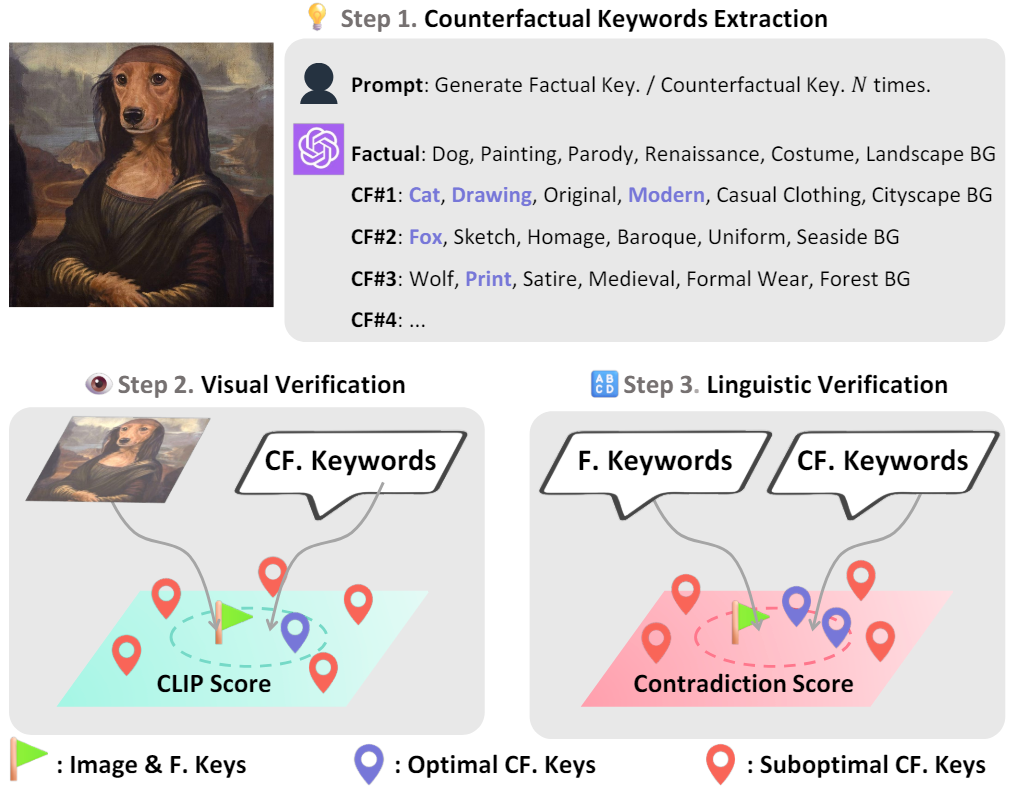 Step 1. Counterfactual Keywords Extraction
Prompt: Generate Factual Key. / Counterfactual Key. N times.
Factual: Dog, Painting, Parody, Renaissance, Costume, Landscape BG
CF#1: Cat, Drawing, Original, Modern, Casual Clothing, Cityscape BG
CF#2: Fox, Sketch, Homage, Baroque, Uniform, Seaside BG
CF#3: Wolf, Print, Satire, Medieval, Formal Wear, Forest BG
CF#4: ...
Step 2. Visual Verification
CF. Keywords
CLIP Score
ABCD Step 3. Linguistic Verification
F. Keywords
CF. Keywords
Contradiction Score
: Image & F. Keys
: Optimal CF. Keys
: Suboptimal CF. Keys